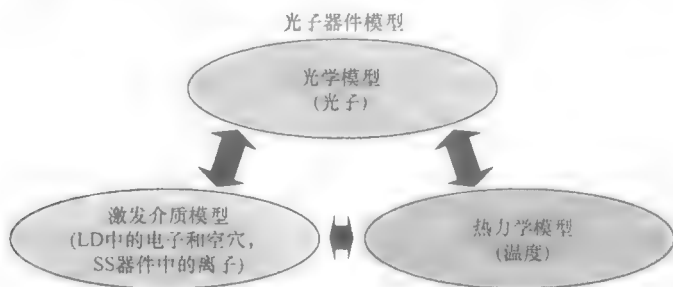 光子器件模型
光学模型
(光子)
激发介质模型
(LD中的电子和空穴,
SS器件中的离子)
热力学模型
(温度)